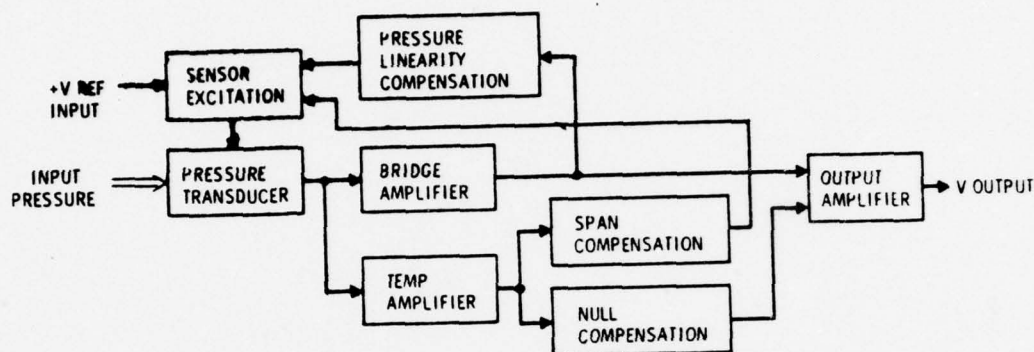 PRESSURE
LINEARITY
COMPENSATION
SENSOR
EXCITATION
+V REF
INPUT
INPUT
PRESSURE
PRESSURE
TRANSDUCER
BRIDGE
AMPLIFIER
OUTPUT
AMPLIFIER
V OUTPUT
SPAN
COMPENSATION
TEMP
AMPLIFIER
NULL
COMPENSATION